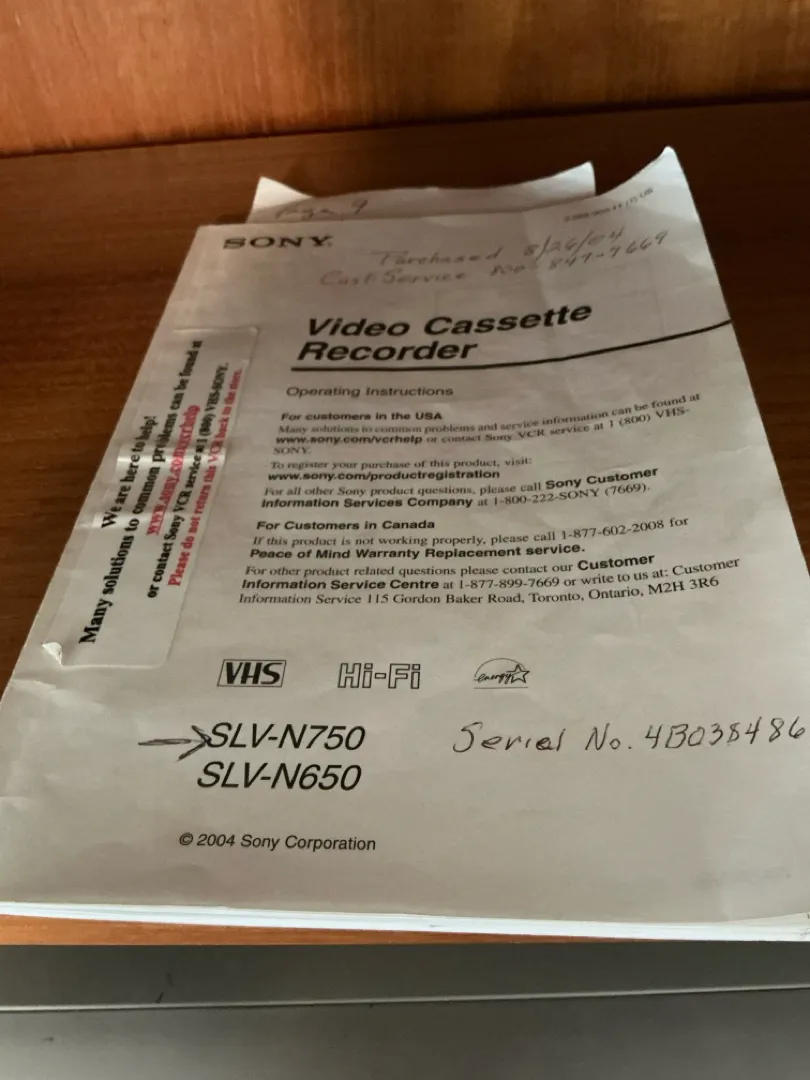 Page 9
SONY
Purchased 8/26/04
Cust Service 800-847-7669
Video Cassette
Recorder
Operating Instructions
For customers in the USA
Many solutions to common problems and service information can be found at
www.sony.com/vcrhelp or contact Sony VCR service at 1 (800) VHS-
SONY.
To register your purchase of this product, visit:
www.sony.com/productregistration
For all other Sony product questions, please call Sony Customer
Information Services Company at 1-800-222-SONY (7669).
For Customers in Canada
If this product is not working properly, please call 1-877-602-2008 for
Peace of Mind Warranty Replacement service.
For other product related questions please contact our Customer
Information Service Centre at 1-877-899-7669 or write to us at: Customer
Information Service 115 Gordon Baker Road, Toronto, Ontario, M2H 3R6
We are here to help!
Many solutions to common problems can be found at
www.sony.com/vcrhelp
or contact Sony VCR service at 1 (800) VHS-SONY.
Please do not return this VCR back to the store.
VHS
Hi-Fi
energy
SLV-N750
Serial No. 4B038486
SLV-N650
© 2004 Sony Corporation